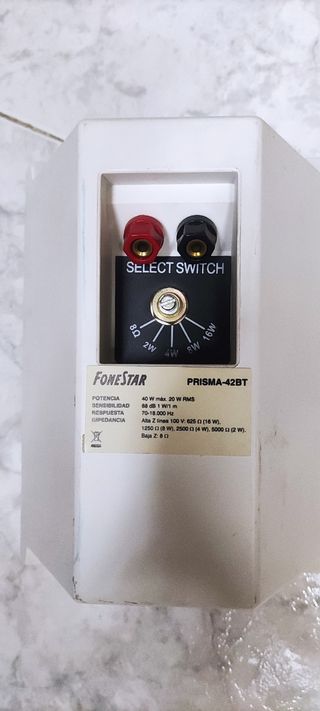 SELECT SWITCH
8Ω 2W 4W 8W 16W
FONESTAR PRISMA-42BT
POTENCIA 40 W máx. 20 W RMS
SENSIBILIDAD 88 dB 1 W/1 m
RESPUESTA 70-18.000 Hz
IMPEDANCIA Alta Z líneas 100 V: 625 Ω (16 W),
1250 Ω (8 W), 2500 Ω (4 W), 5000 Ω (2 W).
Baja Z: 8 Ω